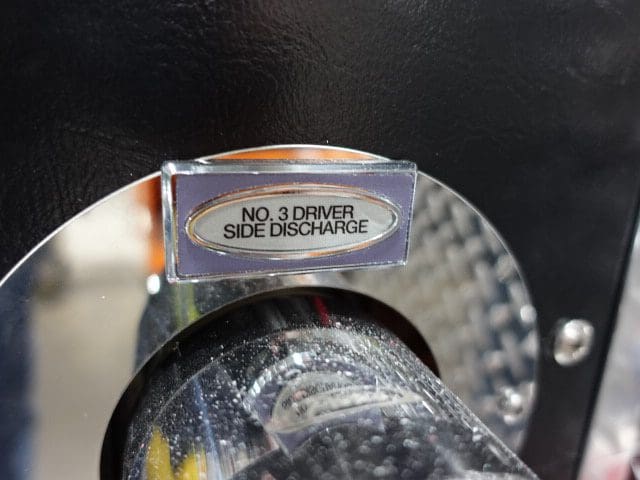 NO. 3 DRIVER
SIDE DISCHARGE